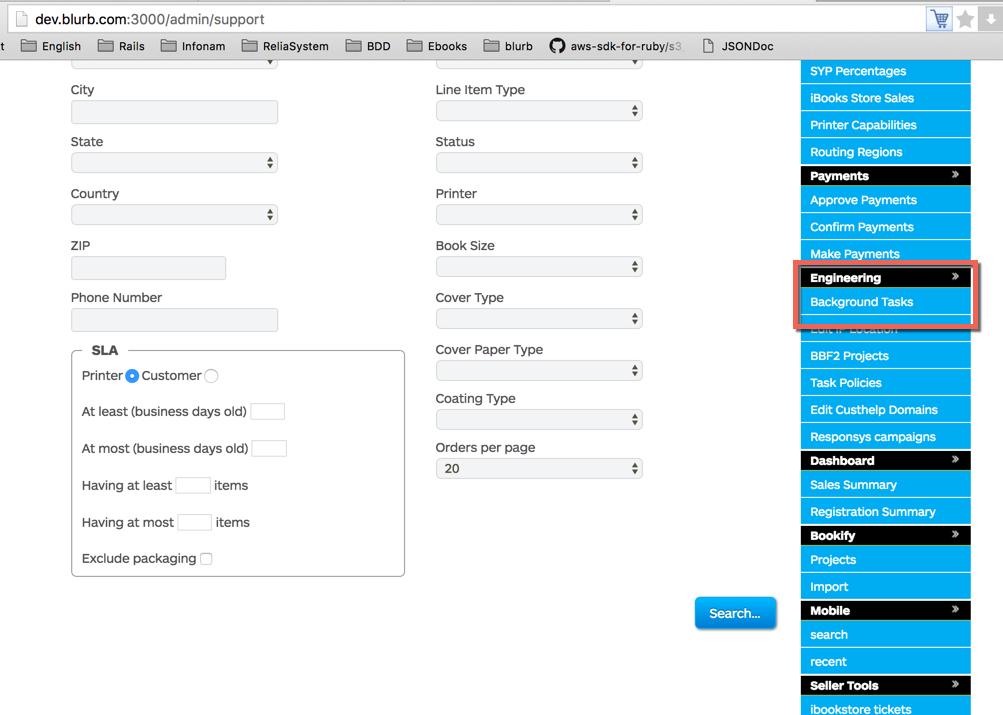 dev.blurb.com:3000/admin/support
t English Rails Infonam ReliaSystem BDD Ebooks blurb aws-sdk-for-ruby/s3 JSONDoc
City
State
Country
ZIP
Phone Number
SLA
Printer Customer
At least (business days old)
At most (business days old)
Having at least items
Having at most items
Exclude packaging
Line Item Type
Status
Printer
Book Size
Cover Type
Cover Paper Type
Coating Type
Orders per page
20
Search...
SYP Percentages
iBooks Store Sales
Printer Capabilities
Routing Regions
Payments »
Approve Payments
Confirm Payments
Make Payments
Engineering »
Background Tasks
Edit IP Location
BBF2 Projects
Task Policies
Edit Custhelp Domains
Responsys campaigns
Dashboard »
Sales Summary
Registration Summary
Bookify »
Projects
Import
Mobile »
search
recent
Seller Tools »
ibookstore tickets